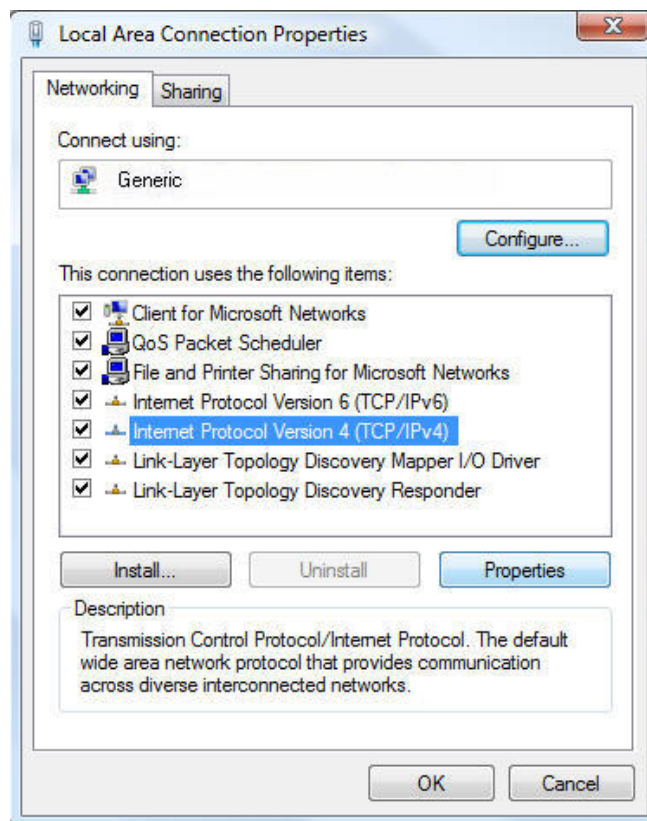 Local Area Connection Properties
Networking
Sharing
Connect using:
Generic
Configure...
This connection uses the following items:
Client for Microsoft Networks
QoS Packet Scheduler
File and Printer Sharing for Microsoft Networks
Internet Protocol Version 6 (TCP/IPv6)
Internet Protocol Version 4 (TCP/IPv4)
Link-Layer Topology Discovery Mapper I/O Driver
Link-Layer Topology Discovery Responder
Install...
Uninstall
Properties
Description
Transmission Control Protocol/Internet Protocol. The default
wide area network protocol that provides communication
across diverse interconnected networks.
OK
Cancel